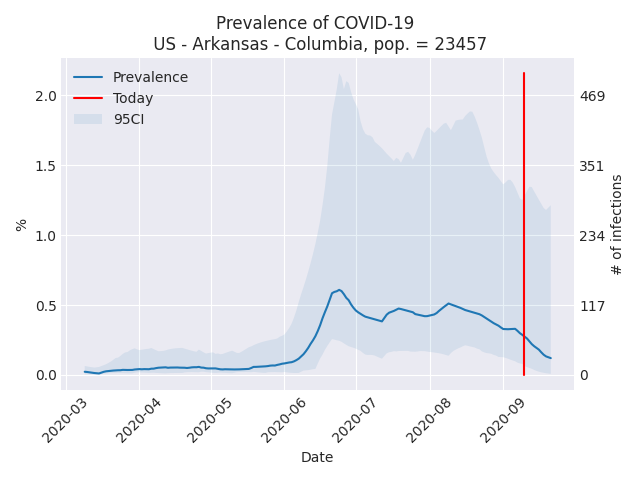 Prevalence of COVID-19
US - Arkansas - Columbia, pop. = 23457
Prevalence
Today
95CI
2.0
1.5
1.0
0.5
0.0
%
469
351
234
117
0
# of infections
2020-03
2020-04
2020-05
2020-06
2020-07
2020-08
2020-09
Date